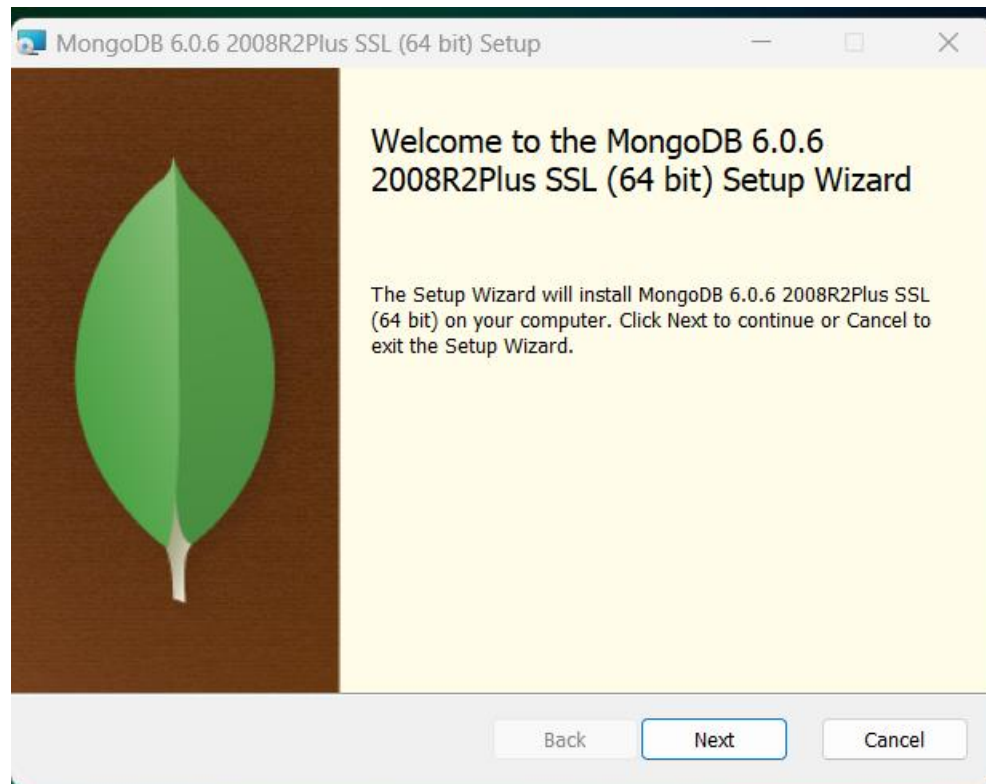 MongoDB 6.0.6 2008R2Plus SSL (64 bit) Setup
Welcome to the MongoDB 6.0.6
2008R2Plus SSL (64 bit) Setup Wizard
The Setup Wizard will install MongoDB 6.0.6 2008R2Plus SSL
(64 bit) on your computer. Click Next to continue or Cancel to
exit the Setup Wizard.
Back Next Cancel